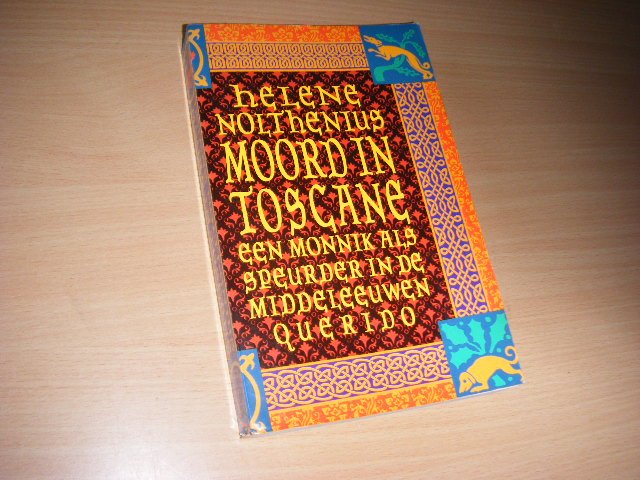 HELENE
NOLTHENIUS
MOORD IN
TOSCANE
EEN MONNIK ALS
SPEURDER IN DE
MIDDELEEUWEN
QUERIDO